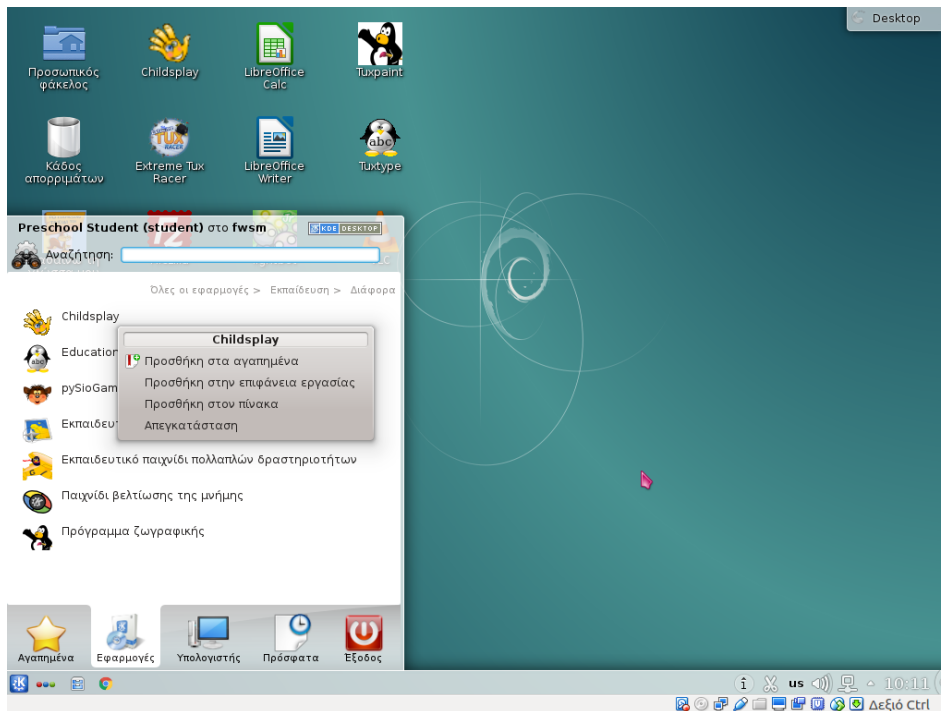 Desktop
Προσωπικός φάκελος
Childsplay
LibreOffice Calc
Tuxpaint
Κάδος απορριμάτων
Extreme Tux Racer
LibreOffice Writer
Tuxtype
Preschool Student (student) στο fwsm
KDE DESKTOP
Αναζήτηση:
Όλες οι εφαρμογές > Εκπαίδευση > Διάφορα
Childsplay
Childsplay
Education
Προσθήκη στα αγαπημένα
Προσθήκη στην επιφάνεια εργασίας
pySioGam
Προσθήκη στον πίνακα
Εκπαιδευτ
Απεγκατάσταση
Εκπαιδευτικό παιχνίδι πολλαπλών δραστηριοτήτων
Παιχνίδι βελτίωσης της μνήμης
Πρόγραμμα ζωγραφικής
Αγαπημένα
Εφαρμογές
Υπολογιστής
Πρόσφατα
Έξοδος
us
10:11
Δεξιό Ctrl